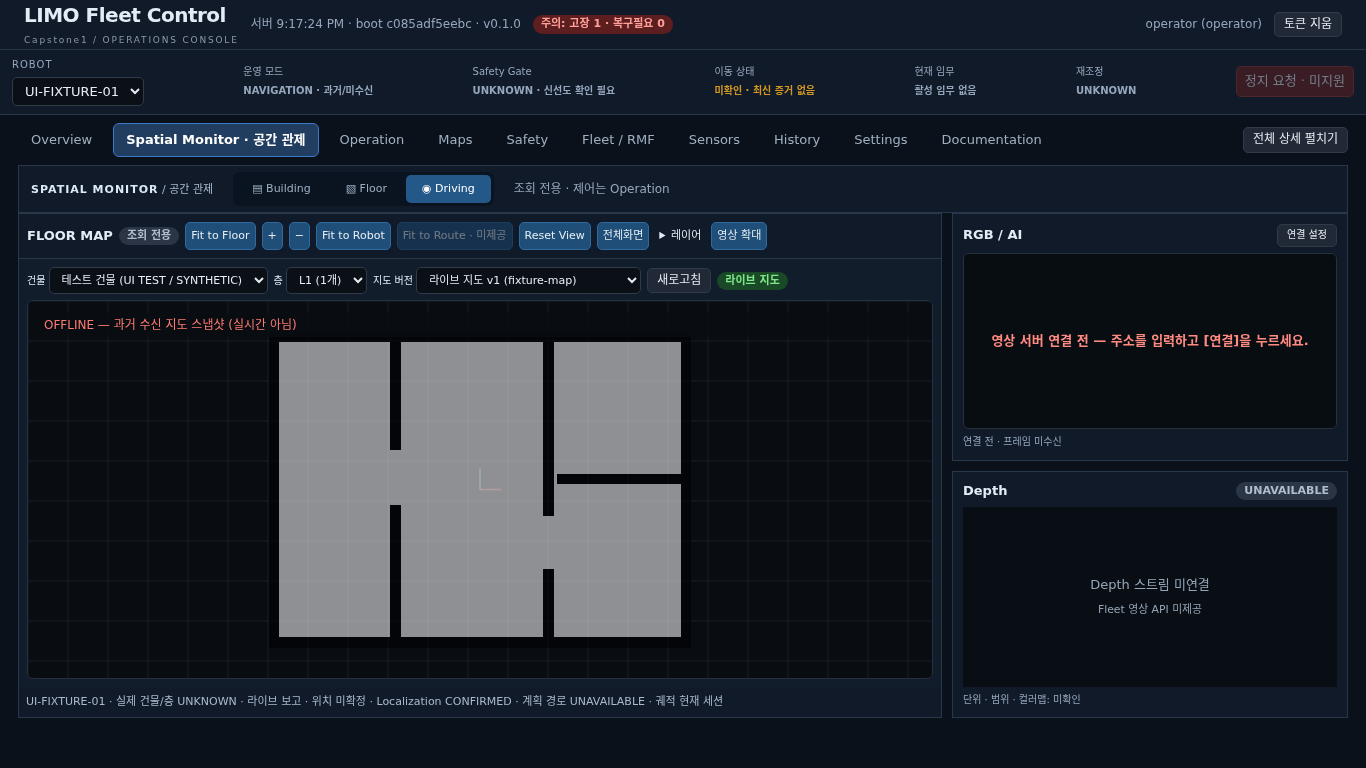 LIMO Fleet Control
Capstone1 / OPERATIONS CONSOLE
서버 9:17:24 PM · boot c085adf5eebc · v0.1.0
주의: 고장 1 · 복구필요 0
operator (operator)
토큰 지움
ROBOT
UI-FIXTURE-01
운영 모드
NAVIGATION · 과거/미수신
Safety Gate
UNKNOWN · 신선도 확인 필요
이동 상태
미확인 · 최신 증거 없음
현재 임무
활성 임무 없음
재조정
UNKNOWN
정지 요청 · 미지원
Overview
Spatial Monitor · 공간 관제
Operation
Maps
Safety
Fleet / RMF
Sensors
History
Settings
Documentation
전체 상세 펼치기
SPATIAL MONITOR / 공간 관제
▤ Building
▧ Floor
◉ Driving
조회 전용 · 제어는 Operation
FLOOR MAP
조회 전용
Fit to Floor
+
−
Fit to Robot
Fit to Route · 미제공
Reset View
전체화면
▶ 레이어
영상 확대
건물
테스트 건물 (UI TEST / SYNTHETIC)
층
L1 (1개)
지도 버전
라이브 지도 v1 (fixture-map)
새로고침
라이브 지도
OFFLINE — 과거 수신 지도 스냅샷 (실시간 아님)
UI-FIXTURE-01 · 실제 건물/층 UNKNOWN · 라이브 보고 · 위치 미확정 · Localization CONFIRMED · 계획 경로 UNAVAILABLE · 궤적 현재 세션
RGB / AI
연결 설정
영상 서버 연결 전 — 주소를 입력하고 [연결]을 누르세요.
연결 전 · 프레임 미수신
Depth
UNAVAILABLE
Depth 스트림 미연결
Fleet 영상 API 미제공
단위 · 범위 · 컬러맵: 미확인